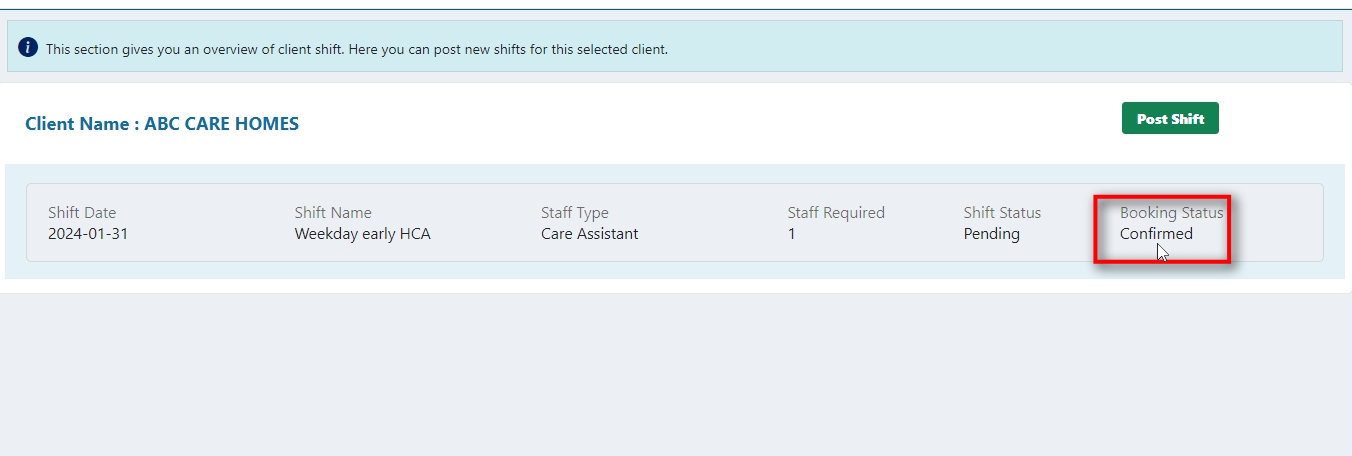 This section gives you an overview of client shift. Here you can post new shifts for this selected client.
Client Name : ABC CARE HOMES
Post Shift
Shift Date Shift Name Staff Type Staff Required Shift Status Booking Status
2024-01-31 Weekday early HCA Care Assistant 1 Pending Confirmed